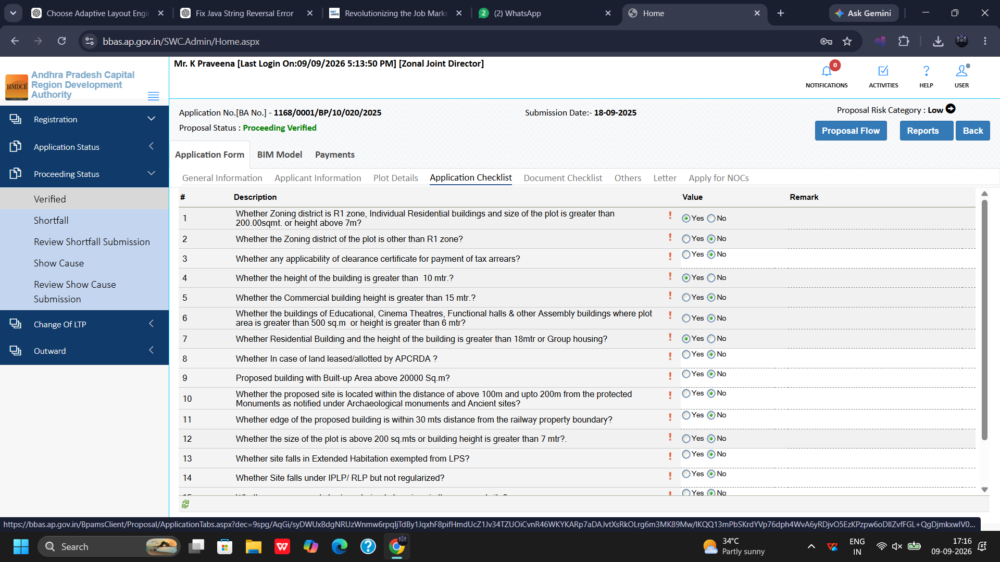 Choose Adaptive Layout Engi
Fix Java String Reversal Error
Revolutionizing the Job Marke
2 (2) WhatsApp
Home
Ask Gemini
bbas.ap.gov.in/SWC.Admin/Home.aspx
BIMDCR
Andhra Pradesh Capital
Region Development
Authority
Mr. K Praveena [Last Login On:09/09/2026 5:13:50 PM] [Zonal Joint Director]
0
NOTIFICATIONS
ACTIVITIES
HELP
USER
Registration
Application Status
Proceeding Status
Verified
Shortfall
Review Shortfall Submission
Show Cause
Review Show Cause
Submission
Change Of LTP
Outward
Application No.[BA No.] - 1168/0001/BP/10/020/2025
Submission Date:- 18-09-2025
Proposal Risk Category : Low
Proposal Status : Proceeding Verified
Proposal Flow
Reports
Back
Application Form BIM Model Payments
General Information Applicant Information Plot Details Application Checklist Document Checklist Others Letter Apply for NOCs
# Description Value Remark
1 Whether Zoning district is R1 zone, Individual Residential buildings and size of the plot is greater than
200.00sqmt. or height above 7m? ! Yes No
2 Whether the Zoning district of the plot is other than R1 zone? ! Yes No
3 Whether any applicability of clearance certificate for payment of tax arrears? ! Yes No
4 Whether the height of the building is greater than 10 mtr.? ! Yes No
5 Whether the Commercial building height is greater than 15 mtr.? ! Yes No
6 Whether the buildings of Educational, Cinema Theatres, Functional halls & other Assembly buildings where plot
area is greater than 500 sq.m or height is greater than 6 mtr? ! Yes No
7 Whether Residential Building and the height of the building is greater than 18mtr or Group housing? ! Yes No
8 Whether In case of land leased/allotted by APCRDA ? ! Yes No
9 Proposed building with Built-up Area above 20000 Sq.m? ! Yes No
10 Whether the proposed site is located within the distance of above 100m and upto 200m from the protected
Monuments as notified under Archaeological monuments and Ancient sites? ! Yes No
11 Whether edge of the proposed building is within 30 mts distance from the railway property boundary? ! Yes No
12 Whether the size of the plot is above 200 sq.mts or building height is greater than 7 mtr?. ! Yes No
13 Whether site falls in Extended Habitation exempted from LPS? ! Yes No
14 Whether Site falls under IPLP/ RLP but not regularized? ! Yes No
15 ! Yes No
Search
34°C
Partly sunny
ENG
IN
17:16
09-09-2026